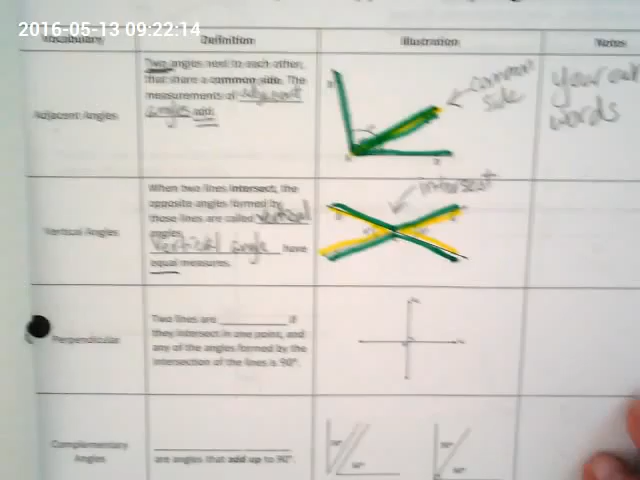 2016-05-13 09:22:14
Vocabulary
Definition
Illustration
Notes
Adjacent Angles
Two angles next to each other,
that share a common side. The
measurements of adjacent
angles add.
common
side
your own
words
Vertical Angles
When two lines intersect, the
opposite angles formed by
those lines are called vertical
angles.
Vertical angle have
equal measures.
intersect
Perpendicular
Two lines are __________ if
they intersect in one point, and
any of the angles formed by the
intersection of the lines is 90°.
Complementary
Angles
____________________
are angles that add up to 90°.